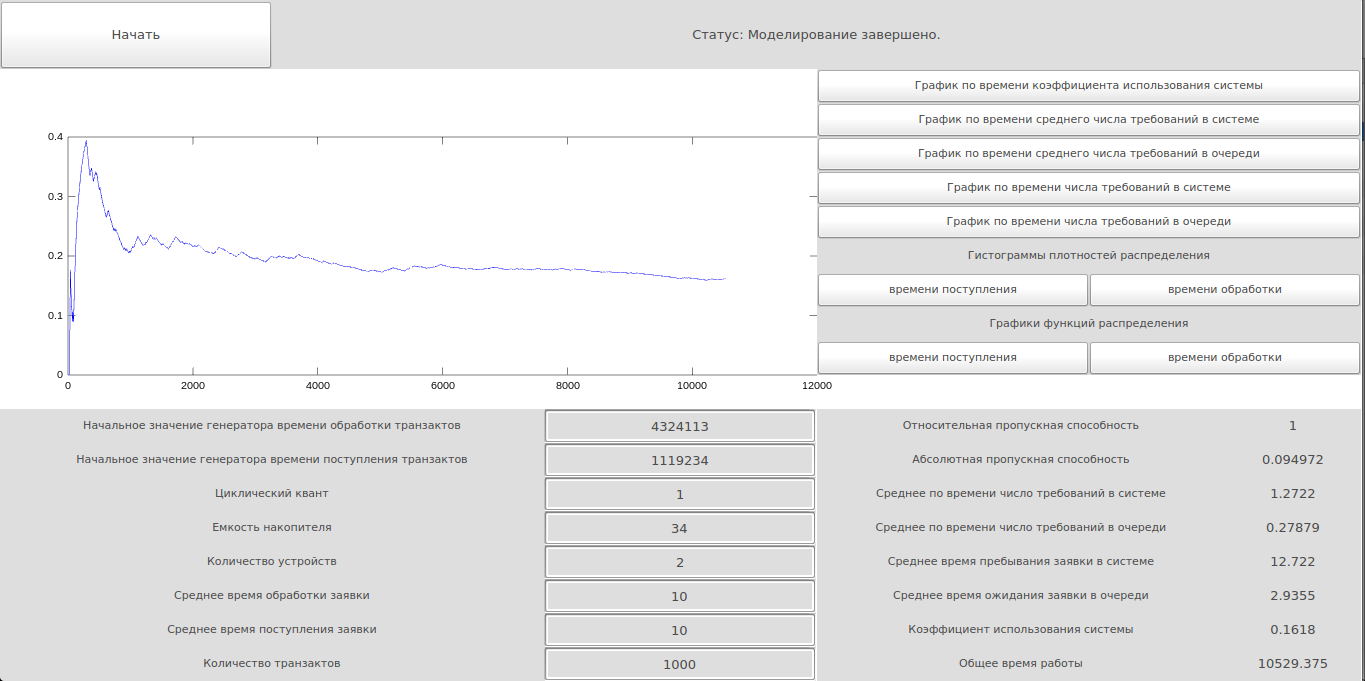 Начать
Статус: Моделирование завершено.
График по времени коэффициента использования системы
График по времени среднего числа требований в системе
График по времени среднего числа требований в очереди
График по времени числа требований в системе
График по времени числа требований в очереди
Гистограммы плотностей распределения
времени поступления
времени обработки
Графики функций распределения
времени поступления
времени обработки
0.4
0.3
0.2
0.1
0
0 2000 4000 6000 8000 10000 12000
Начальное значение генератора времени обработки транзактов 4324113
Начальное значение генератора времени поступления транзактов 1119234
Циклический квант 1
Емкость накопителя 34
Количество устройств 2
Среднее время обработки заявки 10
Среднее время поступления заявки 10
Количество транзактов 1000
Относительная пропускная способность 1
Абсолютная пропускная способность 0.094972
Среднее по времени число требований в системе 1.2722
Среднее по времени число требований в очереди 0.27879
Среднее время пребывания заявки в системе 12.722
Среднее время ожидания заявки в очереди 2.9355
Коэффициент использования системы 0.1618
Общее время работы 10529.375